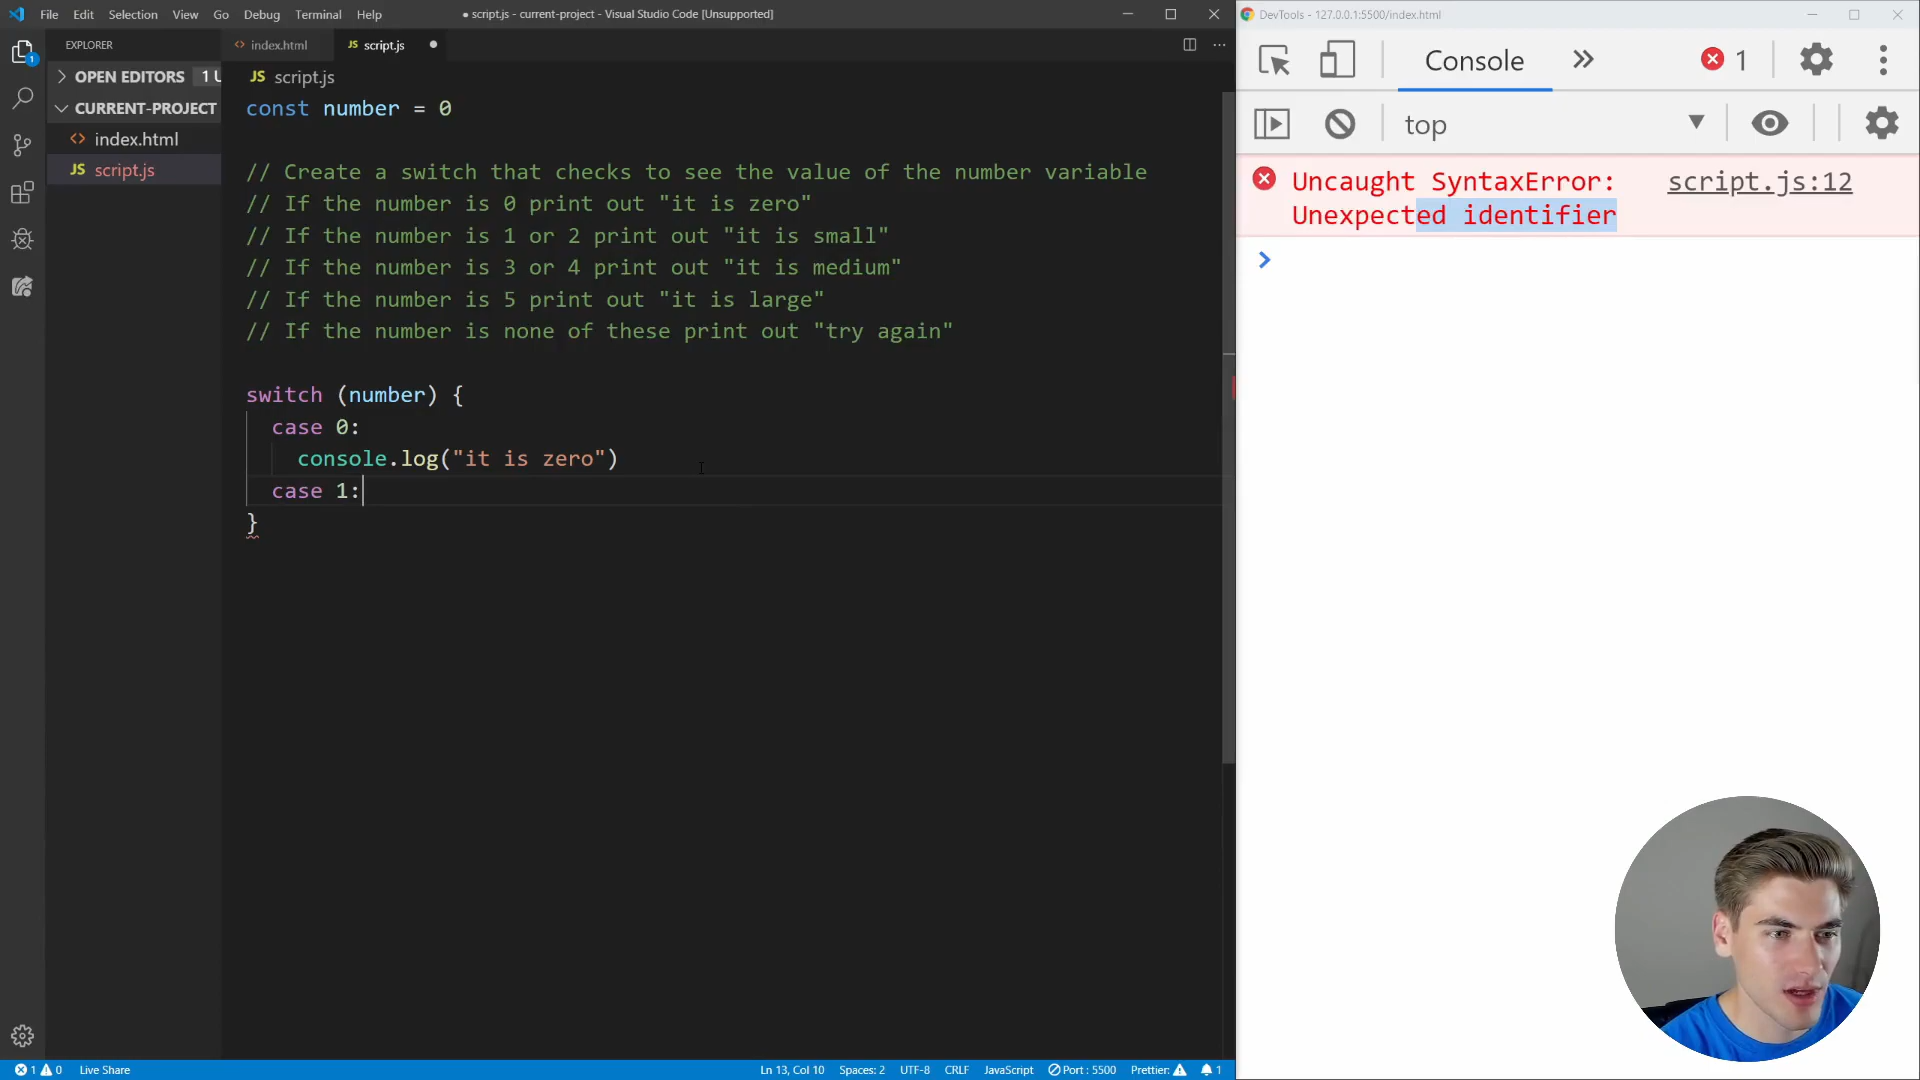 File Edit Selection View Go Debug Terminal Help
● script.js - current-project - Visual Studio Code [Unsupported]
EXPLORER
OPEN EDITORS 1 U
CURRENT-PROJECT
<> index.html
JS script.js
1
<> index.html
JS script.js
JS script.js
const number = 0
// Create a switch that checks to see the value of the number variable
// If the number is 0 print out "it is zero"
// If the number is 1 or 2 print out "it is small"
// If the number is 3 or 4 print out "it is medium"
// If the number is 5 print out "it is large"
// If the number is none of these print out "try again"
switch (number) {
case 0:
console.log("it is zero")
case 1:
}
1 0 Live Share
Ln 13, Col 10 Spaces: 2 UTF-8 CRLF JavaScript Port : 5500 Prettier: 1
DevTools - 127.0.0.1:5500/index.html
Console 1
top
Uncaught SyntaxError: script.js:12
Unexpected identifier